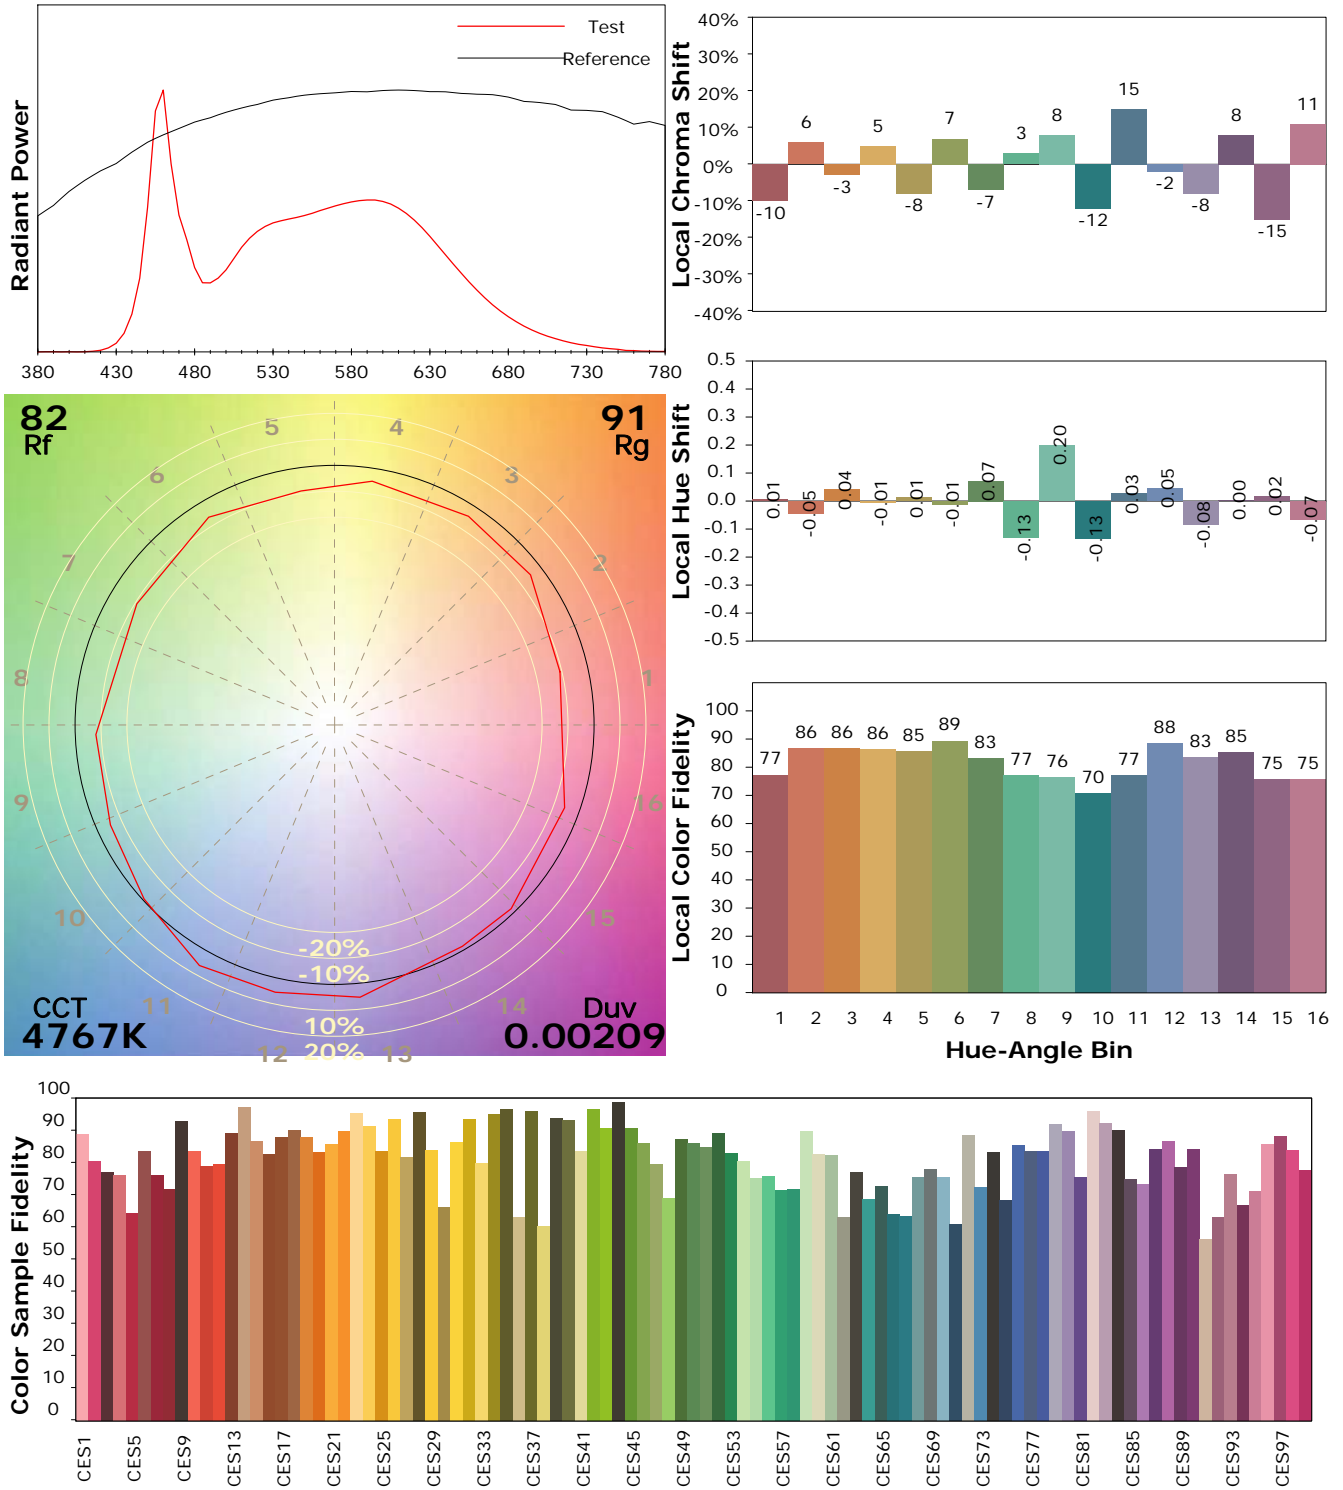 Radiant Power
Test
Reference
380 430 480 530 580 630 680 730 780
Local Chroma Shift
40%
30%
20%
10%
0%
-10%
-20%
-30%
-40%
-10 6 -3 5 -8 7 -7 3 8 -12 15 -2 -8 8 -15 11
82
Rf
91
Rg
CCT
4767K
Duv
0.00209
1 2 3 4 5 6 7 8 9 10 11 12 13 14 15 16
-20%
-10%
10%
20%
Local Hue Shift
0.5
0.4
0.3
0.2
0.1
0.0
-0.1
-0.2
-0.3
-0.4
-0.5
0.01 -0.05 0.04 -0.01 0.01 -0.01 0.07 -0.13 0.20 -0.13 0.03 0.05 -0.08 0.00 0.02 -0.07
Local Color Fidelity
100
90
80
70
60
50
40
30
20
10
0
77 86 86 86 85 89 83 77 76 70 77 88 83 85 75 75
1 2 3 4 5 6 7 8 9 10 11 12 13 14 15 16
Hue-Angle Bin
Color Sample Fidelity
100
90
80
70
60
50
40
30
20
10
0
CES1 CES5 CES9 CES13 CES17 CES21 CES25 CES29 CES33 CES37 CES41 CES45 CES49 CES53 CES57 CES61 CES65 CES69 CES73 CES77 CES81 CES85 CES89 CES93 CES97